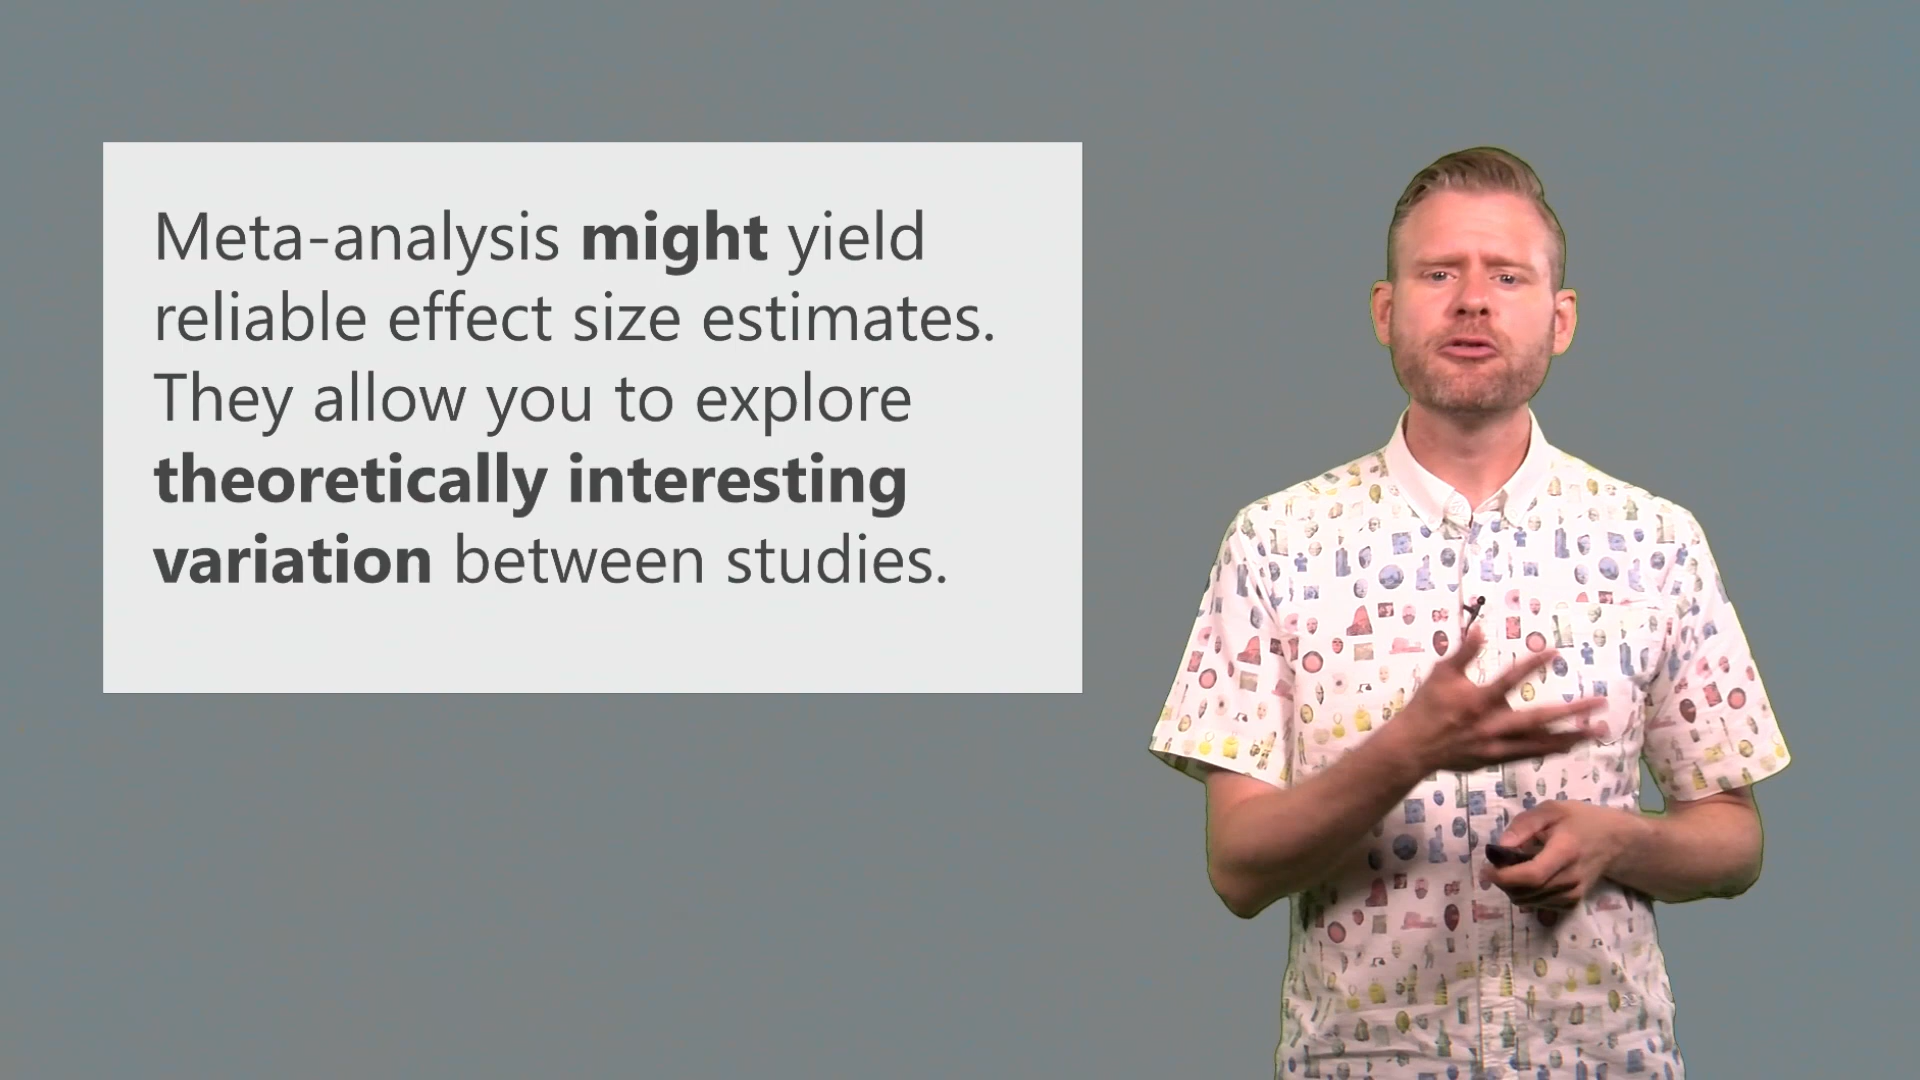 Meta-analysis might yield
reliable effect size estimates.
They allow you to explore
theoretically interesting
variation between studies.